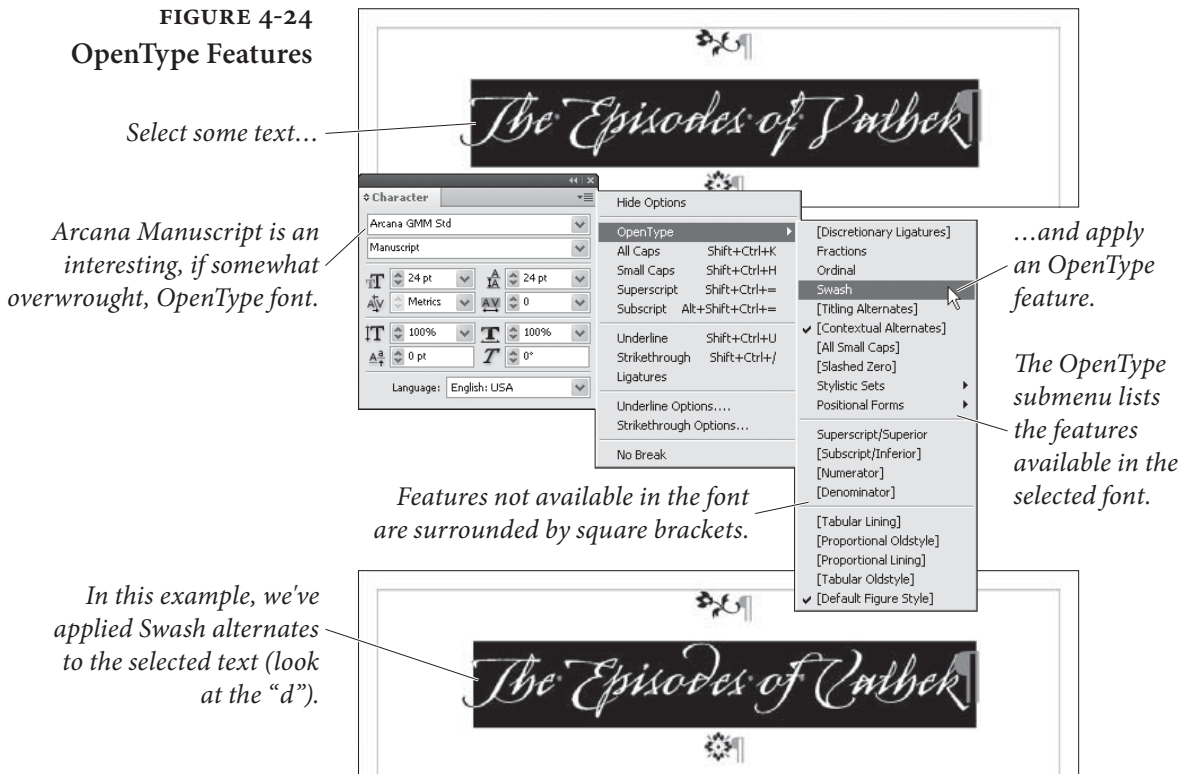 FIGURE 4-24
OpenType Features
Select some text…
The Episodes of Vathek¶
Character
Arcana GMM Std
Manuscript
24 pt
24 pt
Metrics
0
100%
100%
0 pt
0°
Language: English: USA
Hide Options
OpenType
All Caps Shift+Ctrl+K
Small Caps Shift+Ctrl+H
Superscript Shift+Ctrl+=
Subscript Alt+Shift+Ctrl+=
Underline Shift+Ctrl+U
Strikethrough Shift+Ctrl+/
Ligatures
Underline Options....
Strikethrough Options...
No Break
[Discretionary Ligatures]
Fractions
Ordinal
Swash
[Titling Alternates]
[Contextual Alternates]
[All Small Caps]
[Slashed Zero]
Stylistic Sets
Positional Forms
Superscript/Superior
[Subscript/Inferior]
[Numerator]
[Denominator]
[Tabular Lining]
[Proportional Oldstyle]
[Proportional Lining]
[Tabular Oldstyle]
[Default Figure Style]
Arcana Manuscript is an
interesting, if somewhat
overwrought, OpenType font.
…and apply
an OpenType
feature.
The OpenType
submenu lists
the features
available in the
selected font.
Features not available in the font
are surrounded by square brackets.
In this example, we've
applied Swash alternates
to the selected text (look
at the “d”).
The Episodes of Vathek¶